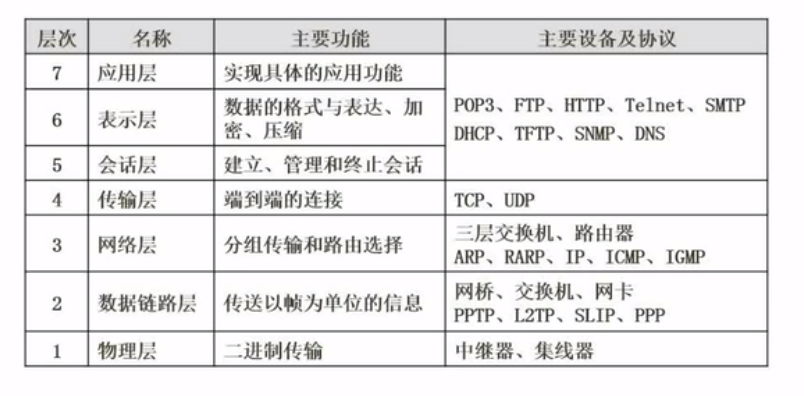 层次 名称 主要功能 主要设备及协议
7 应用层 实现具体的应用功能
6 表示层 数据的格式与表达、加
密、压缩
POP3、FTP、HTTP、Telnet、SMTP
DHCP、TFTP、SNMP、DNS
5 会话层 建立、管理和终止会话
4 传输层 端到端的连接 TCP、UDP
3 网络层 分组传输和路由选择 三层交换机、路由器
ARP、RARP、IP、ICMP、IGMP
2 数据链路层 传送以帧为单位的信息 网桥、交换机、网卡
PPTP、L2TP、SLIP、PPP
1 物理层 二进制传输 中继器、集线器